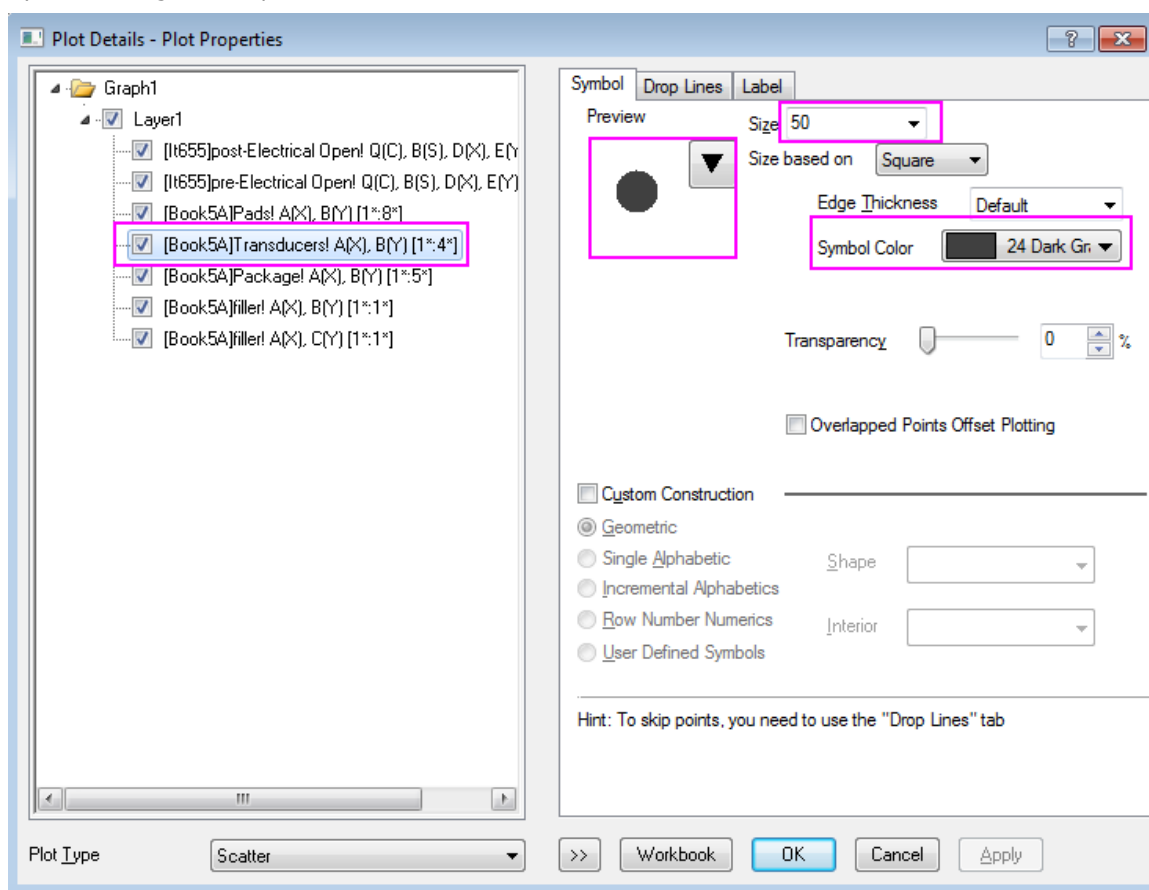 Plot Details - Plot Properties
Graph1
Layer1
[It655]post-Electrical Open! Q(C), B(S), D(X), E(Y
[It655]pre-Electrical Open! Q(C), B(S), D(X), E(Y)
[Book5A]Pads! A(X), B(Y) [1*:8*]
[Book5A]Transducers! A(X), B(Y) [1*:4*]
[Book5A]Package! A(X), B(Y) [1*:5*]
[Book5A]filler! A(X), B(Y) [1*:1*]
[Book5A]filler! A(X), C(Y) [1*:1*]
Plot Type Scatter
Symbol Drop Lines Label
Preview
Size 50
Size based on Square
Edge Thickness Default
Symbol Color 24 Dark Gr
Transparency 0 %
Overlapped Points Offset Plotting
Custom Construction
Geometric
Single Alphabetic
Incremental Alphabetics
Row Number Numerics
User Defined Symbols
Shape
Interior
Hint: To skip points, you need to use the "Drop Lines" tab
>> Workbook OK Cancel Apply